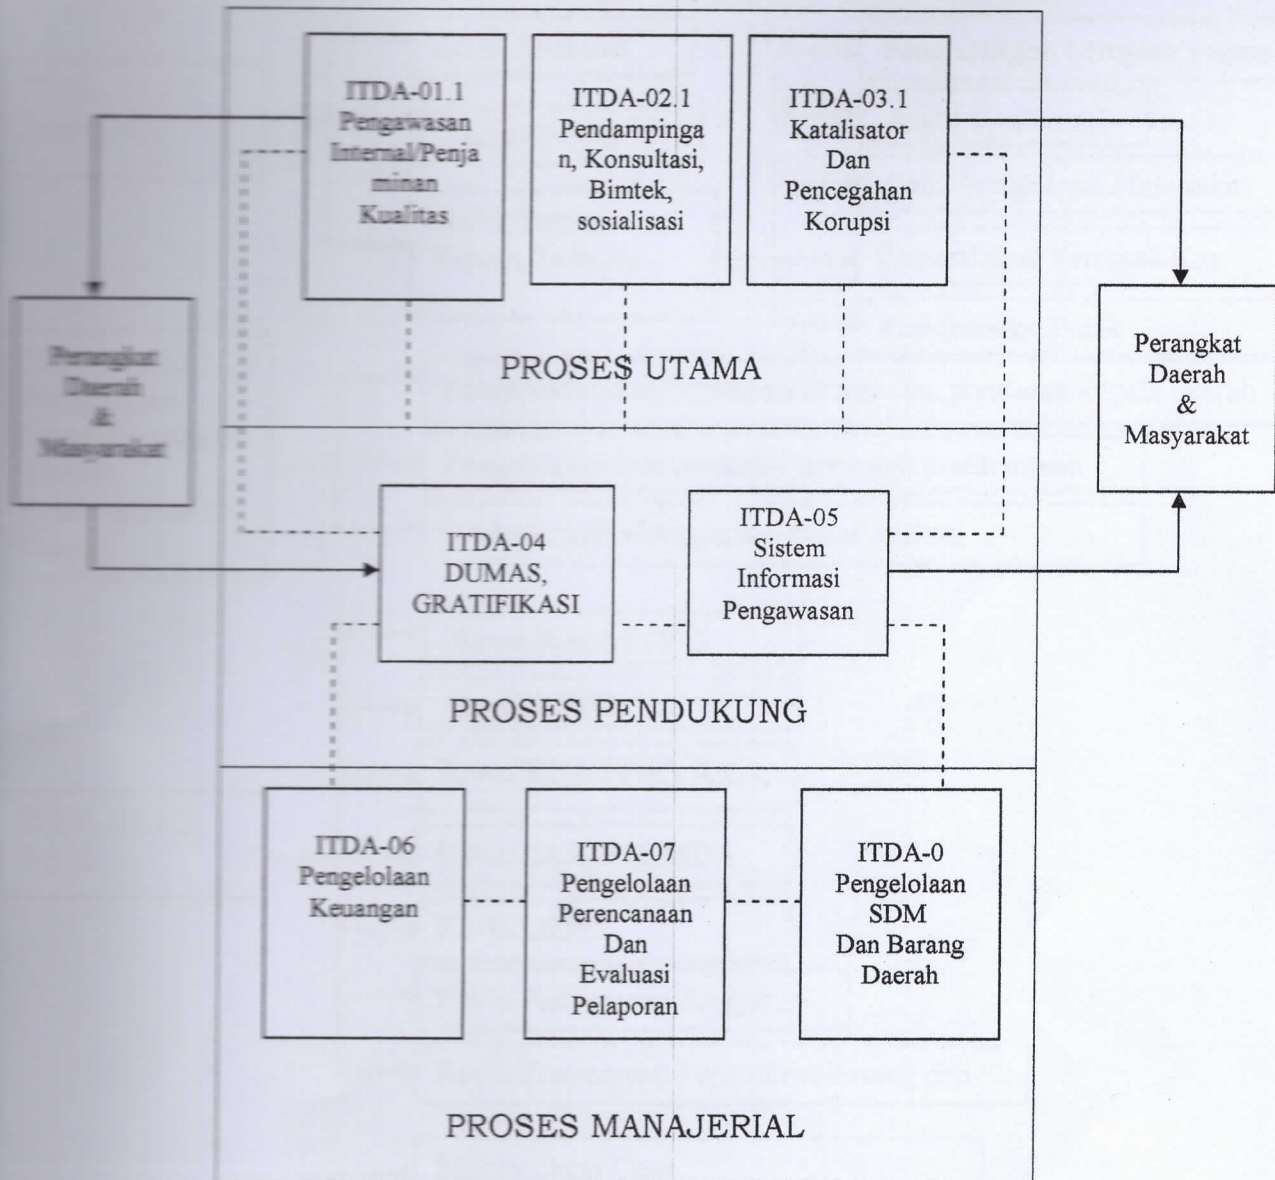 ITDA-01.1
Pengawasan
Internal/Penja
minan
Kualitas
ITDA-02.1
Pendampinga
n, Konsultasi,
Bimtek,
sosialisasi
ITDA-03.1
Katalisator
Dan
Pencegahan
Korupsi
Perangkat
Daerah
&
Masyarakat
PROSES UTAMA
Perangkat
Daerah
&
Masyarakat
ITDA-04
DUMAS,
GRATIFIKASI
ITDA-05
Sistem
Informasi
Pengawasan
PROSES PENDUKUNG
ITDA-06
Pengelolaan
Keuangan
ITDA-07
Pengelolaan
Perencanaan
Dan
Evaluasi
Pelaporan
ITDA-0
Pengelolaan
SDM
Dan Barang
Daerah
PROSES MANAJERIAL